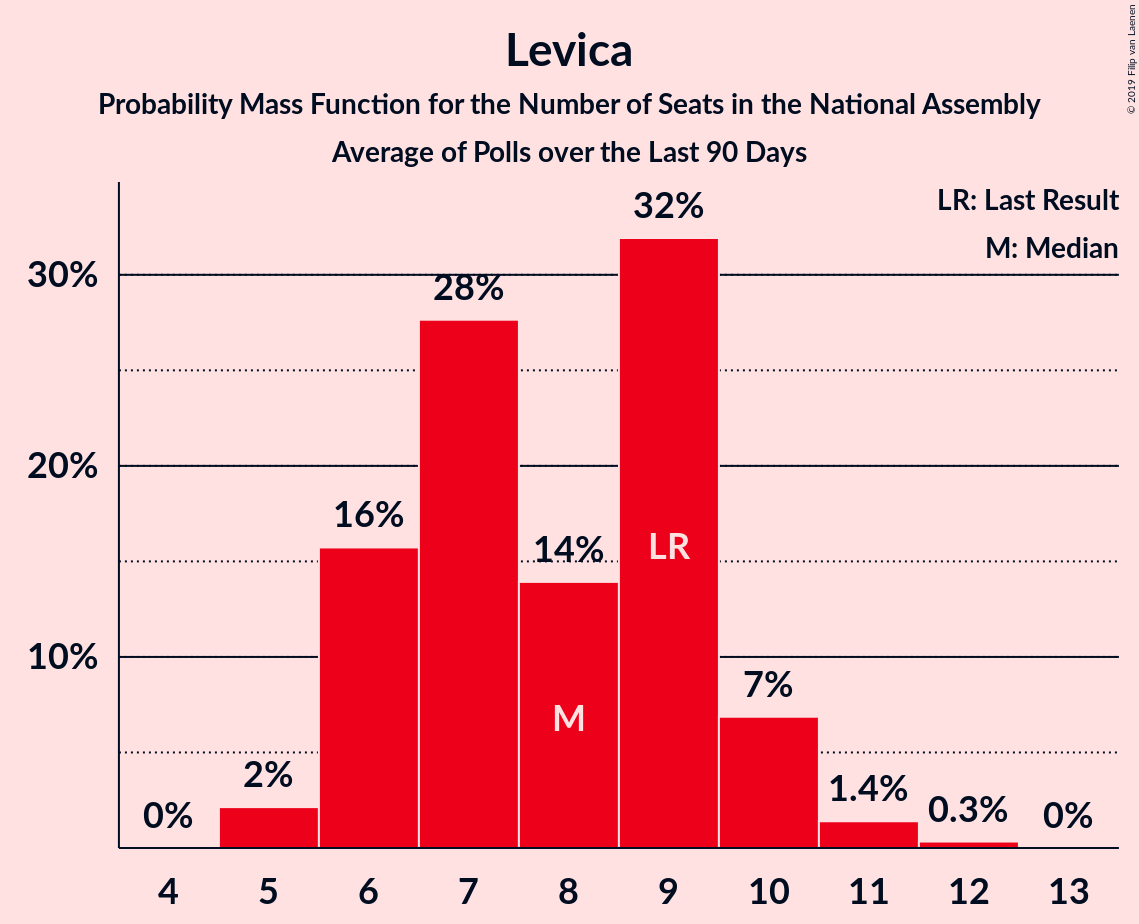 Levica
Probability Mass Function for the Number of Seats in the National Assembly
Average of Polls over the Last 90 Days
© 2019 Filip van Laenen
LR: Last Result
M: Median
30%
20%
10%
0%
2%
16%
28%
14%
32%
7%
1.4%
0.3%
0%
LR
M
4 5 6 7 8 9 10 11 12 13